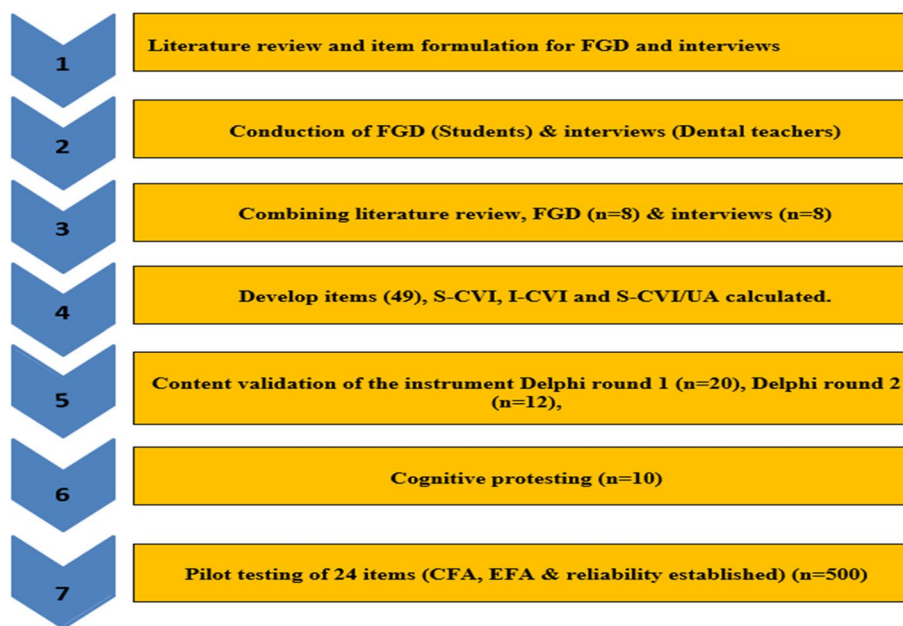 1
Literature review and item formulation for FGD and interviews
2
Conduction of FGD (Students) & interviews (Dental teachers)
3
Combining literature review, FGD (n=8) & interviews (n=8)
4
Develop items (49), S-CVI, I-CVI and S-CVI/UA calculated.
5
Content validation of the instrument Delphi round 1 (n=20), Delphi round 2
(n=12),
6
Cognitive protesting (n=10)
7
Pilot testing of 24 items (CFA, EFA & reliability established) (n=500)